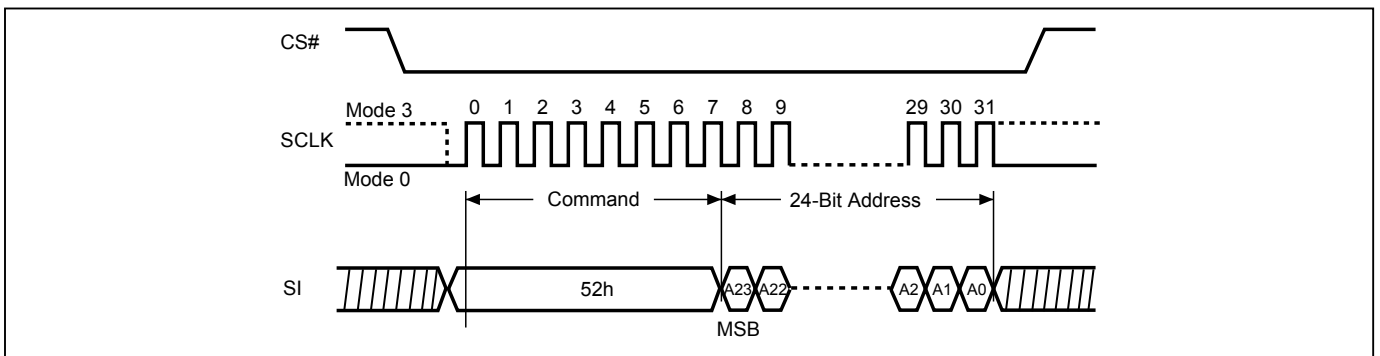 CS#
Mode 3
0 1 2 3 4 5 6 7 8 9 29 30 31
SCLK
Mode 0
Command 24-Bit Address
SI 52h A23 A22 A2 A1 A0
MSB